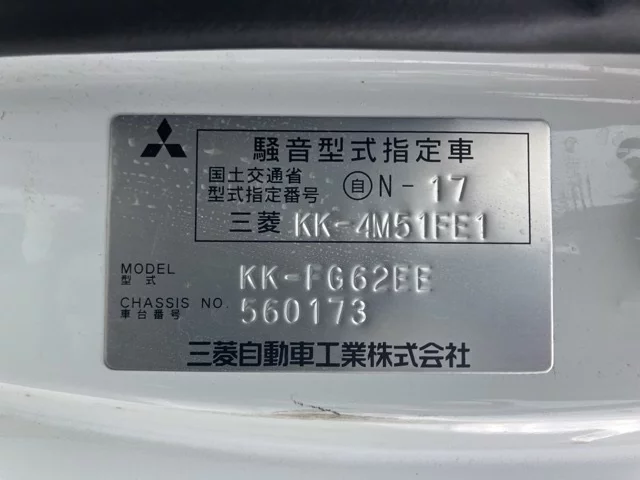 騒音型式指定車
国土交通省
型式指定番号 自 N-17
三菱 KK-4M51FE1
MODEL
型式
KK-FG62EE
CHASSIS NO.
車台番号
560173
三菱自動車工業株式会社